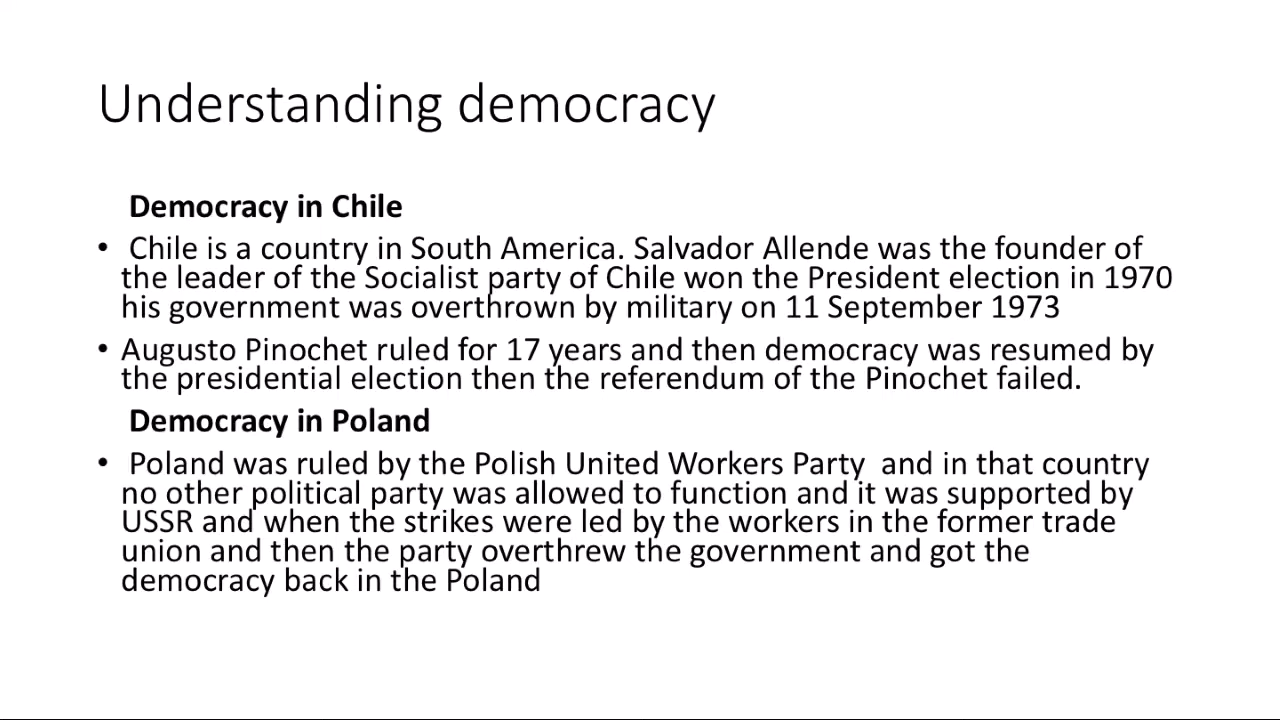 Understanding democracy
Democracy in Chile
• Chile is a country in South America. Salvador Allende was the founder of
the leader of the Socialist party of Chile won the President election in 1970
his government was overthrown by military on 11 September 1973
• Augusto Pinochet ruled for 17 years and then democracy was resumed by
the presidential election then the referendum of the Pinochet failed.
Democracy in Poland
• Poland was ruled by the Polish United Workers Party  and in that country
no other political party was allowed to function and it was supported by
USSR and when the strikes were led by the workers in the former trade
union and then the party overthrew the government and got the
democracy back in the Poland